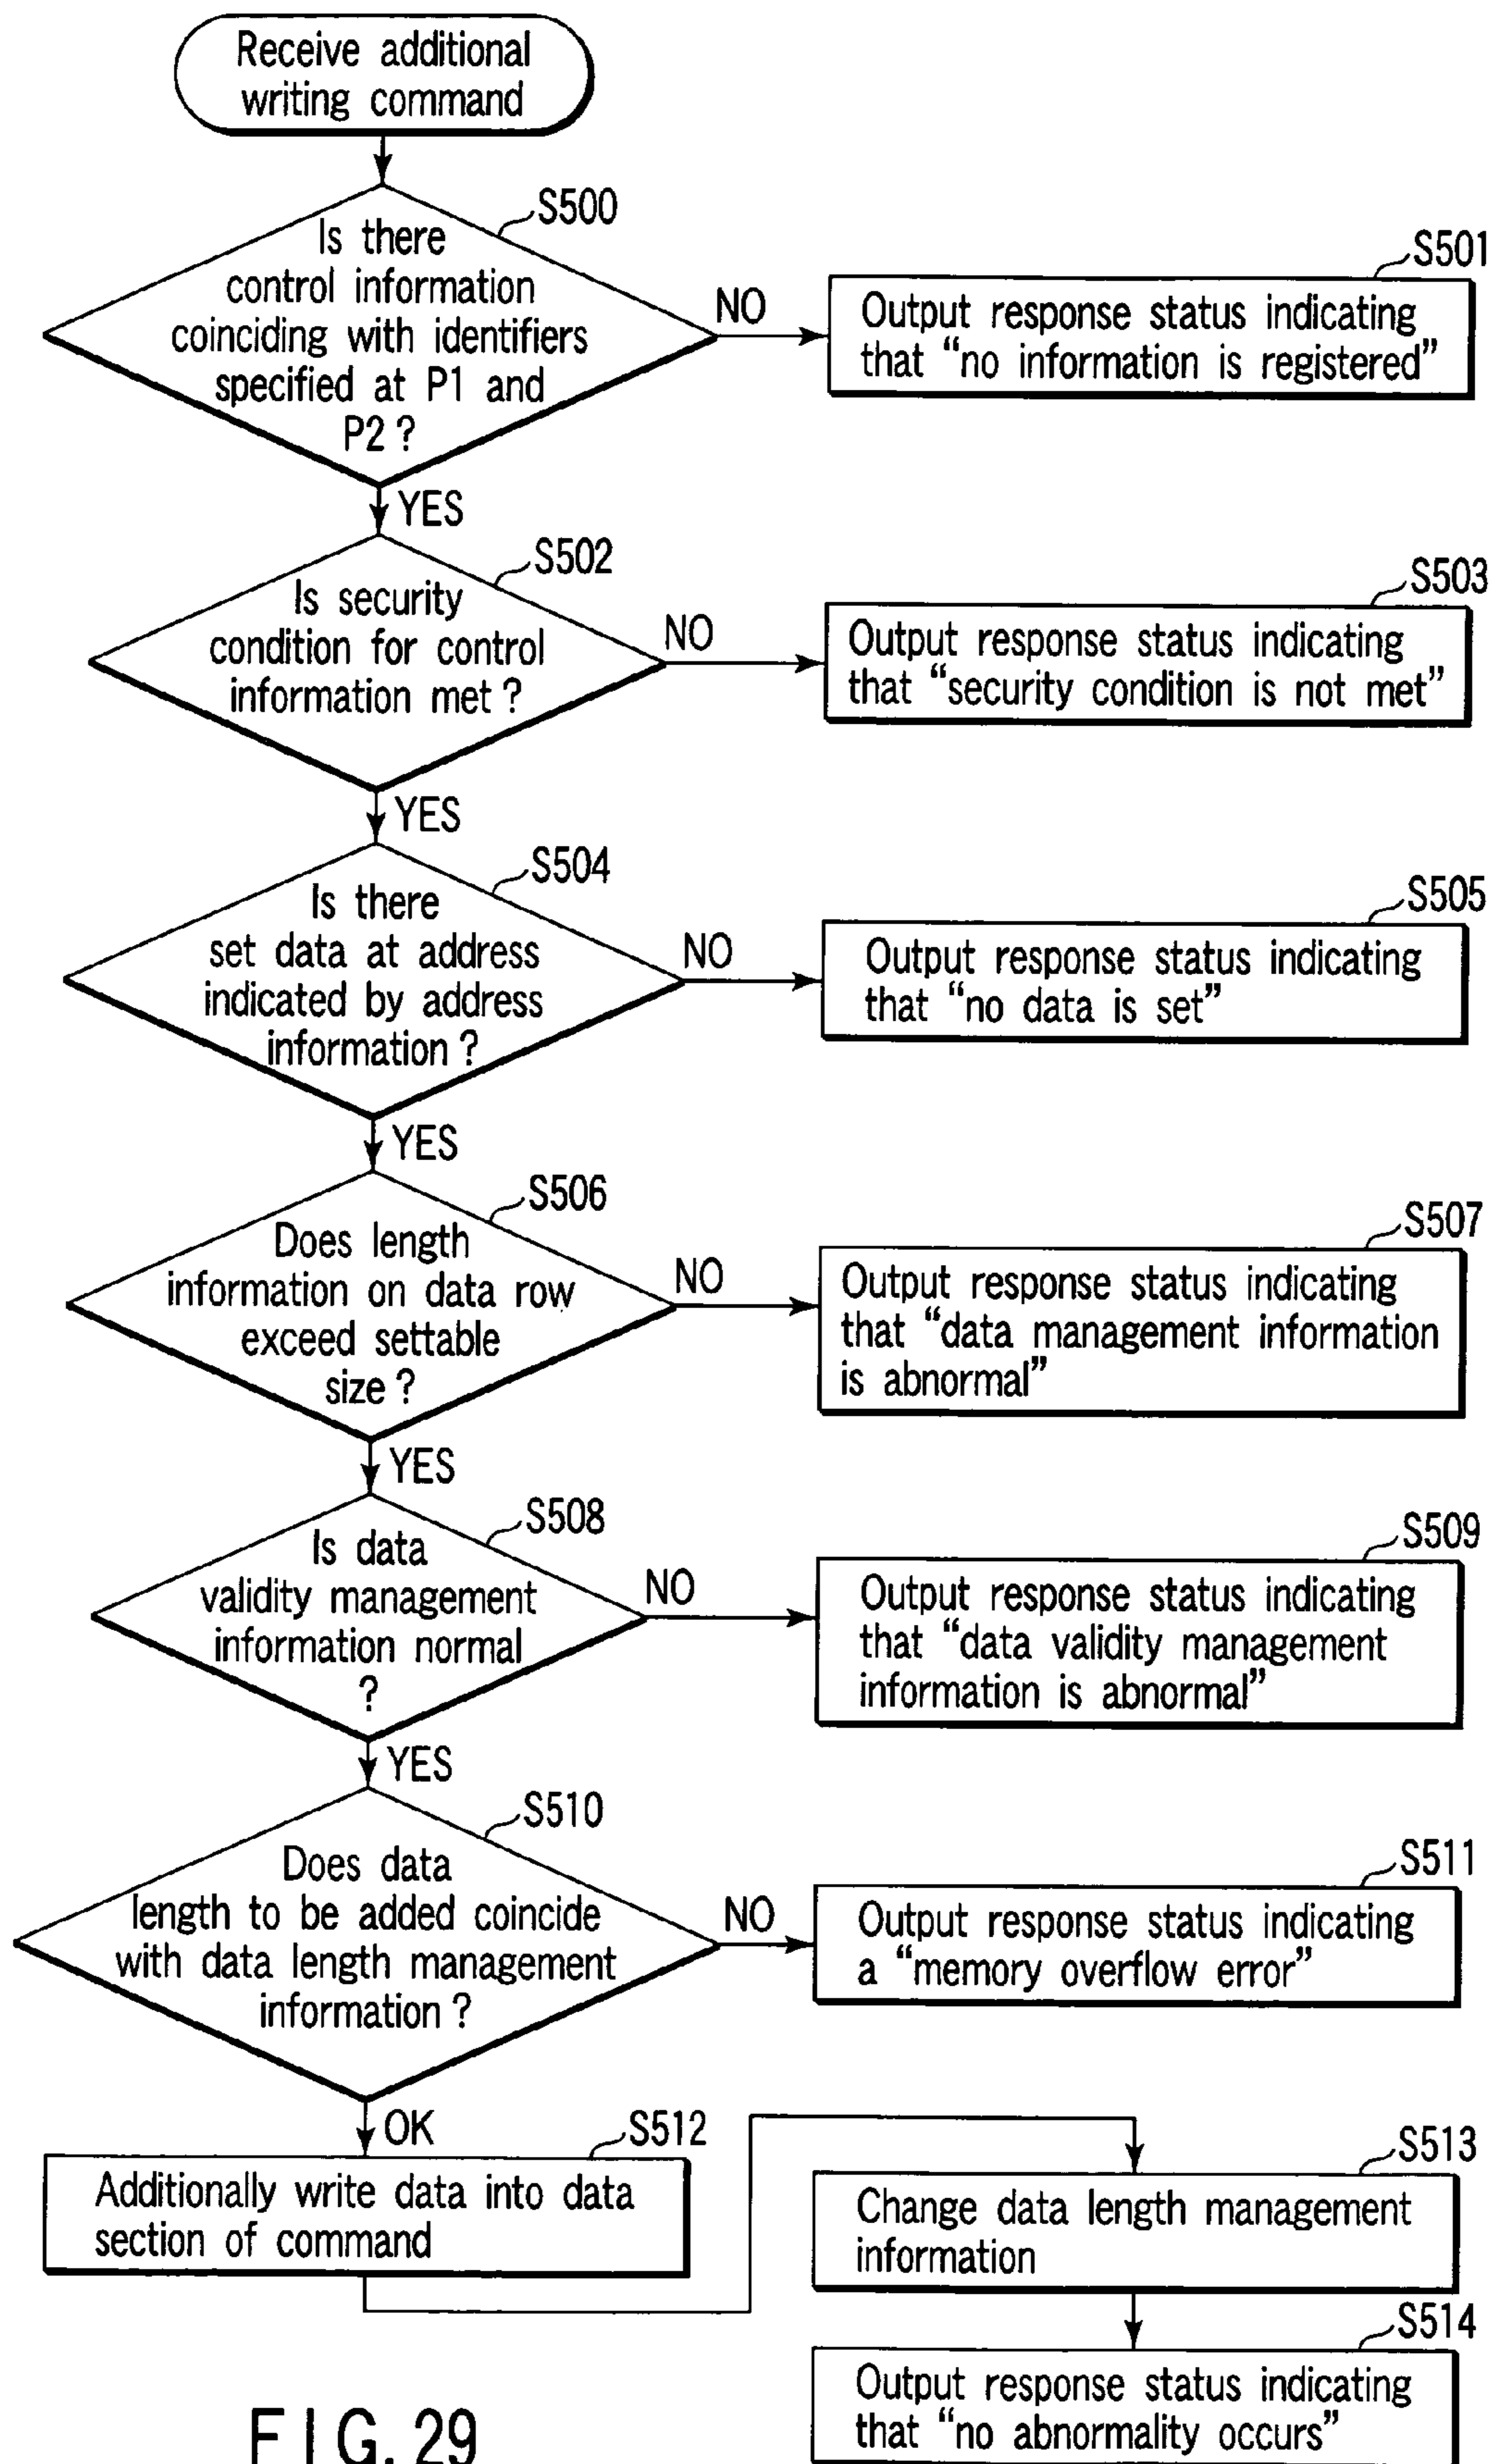 Receive additional
writing command
S500
Is there
control information
coinciding with identifiers
specified at P1 and
P2 ?
NO
S501
Output response status indicating
that “no information is registered”
YES
S502
Is security
condition for control
information met ?
NO
S503
Output response status indicating
that “security condition is not met”
YES
S504
Is there
set data at address
indicated by address
information ?
NO
S505
Output response status indicating
that “no data is set”
YES
S506
Does length
information on data row
exceed settable
size ?
NO
S507
Output response status indicating
that “data management information
is abnormal”
YES
S508
Is data
validity management
information normal
?
NO
S509
Output response status indicating
that “data validity management
information is abnormal”
YES
S510
Does data
length to be added coincide
with data length management
information ?
NO
S511
Output response status indicating
a “memory overflow error”
OK
S512
Additionally write data into data
section of command
S513
Change data length management
information
S514
Output response status indicating
that “no abnormality occurs”
FIG. 29